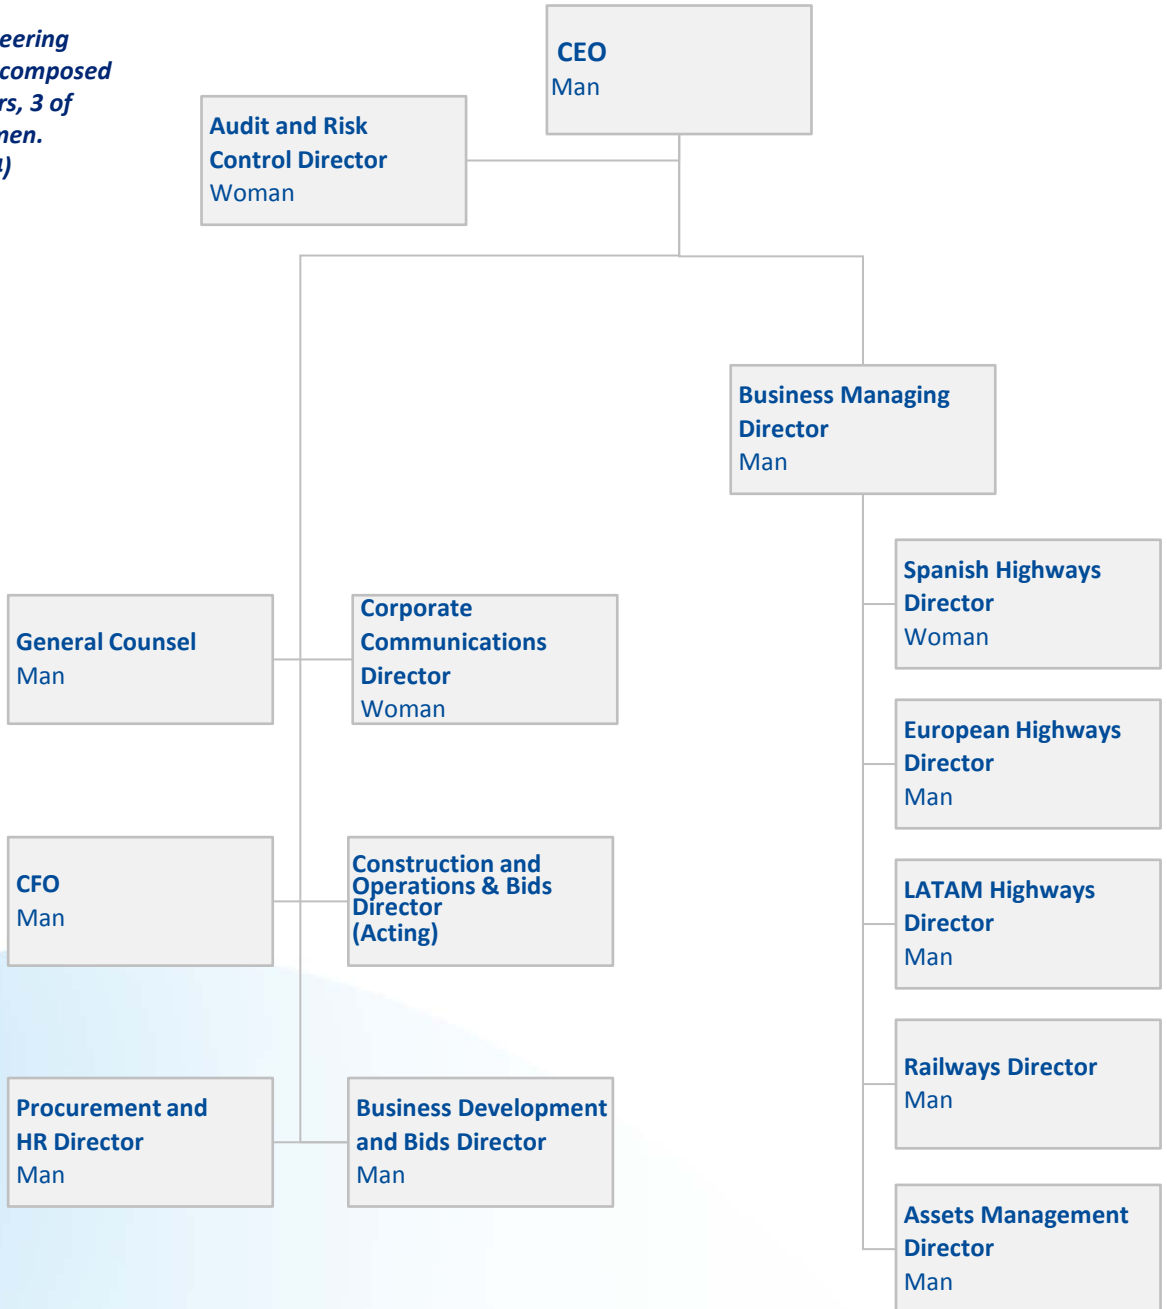 eering
composed
rs, 3 of
men.
)
CEO
Man
Audit and Risk
Control Director
Woman
Business Managing
Director
Man
General Counsel
Man
Corporate
Communications
Director
Woman
CFO
Man
Construction and
Operations & Bids
Director
(Acting)
Procurement and
HR Director
Man
Business Development
and Bids Director
Man
Spanish Highways
Director
Woman
European Highways
Director
Man
LATAM Highways
Director
Man
Railways Director
Man
Assets Management
Director
Man